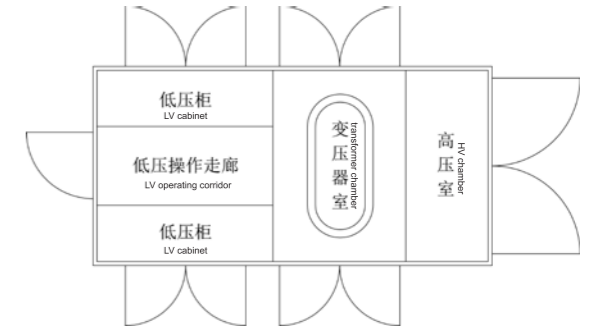 低压柜
LV cabinet
低压操作走廊
LV operating corridor
低压柜
LV cabinet
变压器室
transformer chamber
高压室
HV chamber